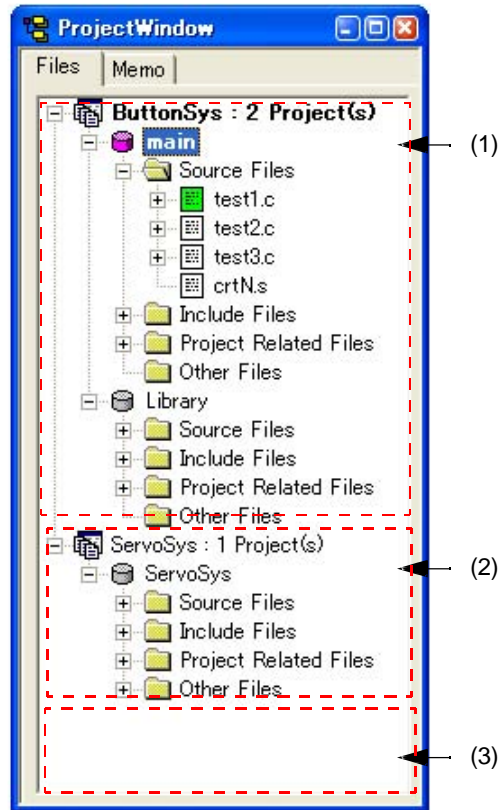 ProjectWindow
Files Memo
ButtonSys : 2 Project(s)
(1)
main
Source Files
test1.c
test2.c
test3.c
crtN.s
Include Files
Project Related Files
Other Files
Library
Source Files
Include Files
Project Related Files
Other Files
ServoSys : 1 Project(s)
(2)
ServoSys
Source Files
Include Files
Project Related Files
Other Files
(3)